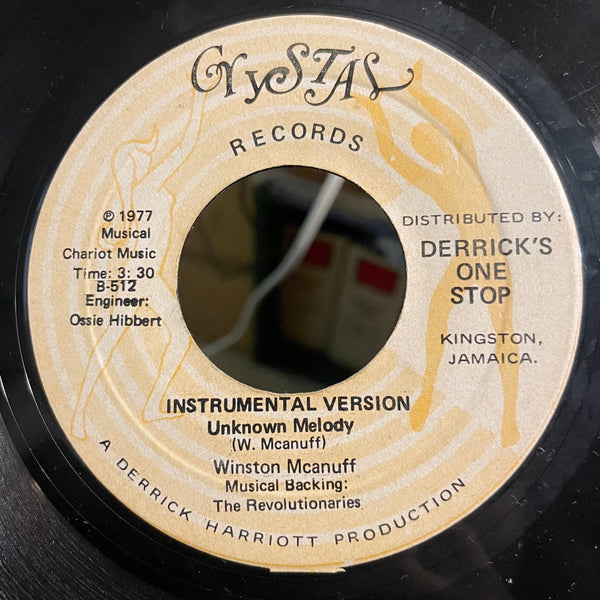 CRYSTAL
RECORDS
℗ 1977
Musical
Chariot Music
Time: 3: 30
B-512
Engineer:
Ossie Hibbert
DISTRIBUTED BY:
DERRICK'S
ONE
STOP
KINGSTON,
JAMAICA.
INSTRUMENTAL VERSION
Unknown Melody
(W. Mcanuff)
Winston Mcanuff
Musical Backing:
The Revolutionaries
A DERRICK HARRIOTT PRODUCTION